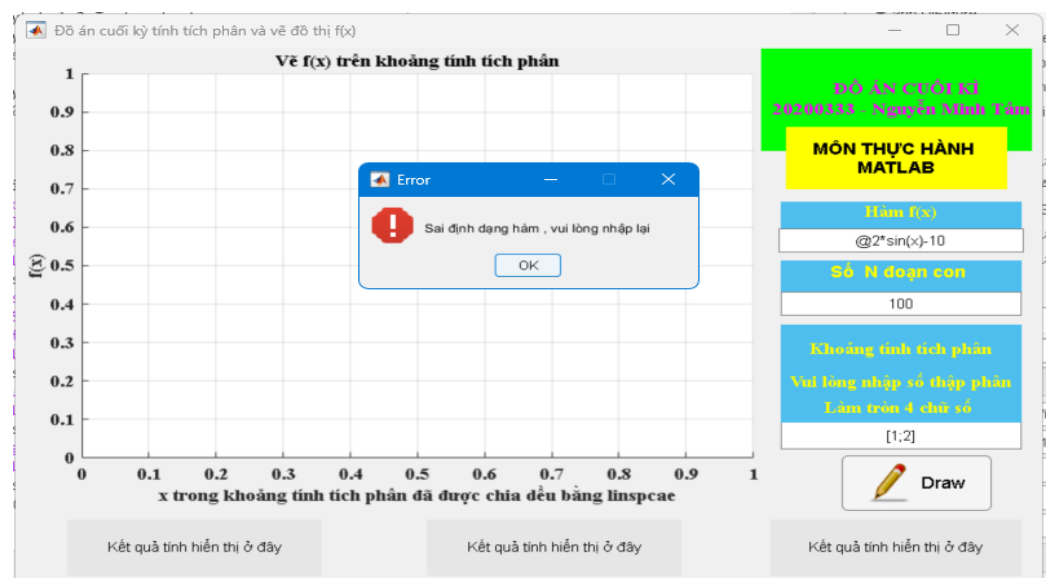 Đồ án cuối kỳ tính tích phân và vẽ đồ thị f(x)
Vẽ f(x) trên khoảng tính tích phân
1
0.9
0.8
0.7
0.6
0.5
0.4
0.3
0.2
0.1
0
f(x)
0 0.1 0.2 0.3 0.4 0.5 0.6 0.7 0.8 0.9 1
x trong khoảng tính tích phân đã được chia đều bằng linspcae
Error
Sai định dạng hàm , vui lòng nhập lại
OK
ĐỒ ÁN CUỐI KÌ
20200333 - Nguyễn Minh Tâm
MÔN THỰC HÀNH
MATLAB
Hàm f(x)
@2*sin(x)-10
Số N đoạn con
100
Khoảng tính tích phân
Vui lòng nhập số thập phân
Làm tròn 4 chữ số
[1;2]
Draw
Kết quả tính hiển thị ở đây
Kết quả tính hiển thị ở đây
Kết quả tính hiển thị ở đây